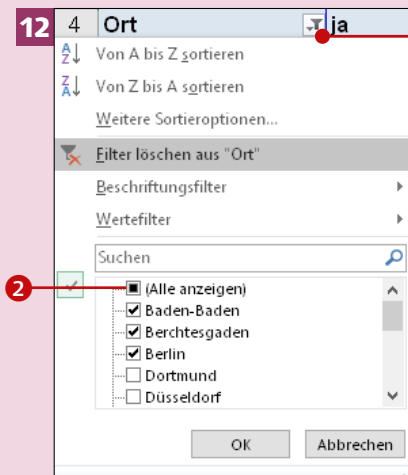 12
4 Ort ja
Von A bis Z sortieren
Von Z bis A sortieren
Weitere Sortieroptionen...
Filter löschen aus "Ort"
Beschriftungsfilter
Wertefilter
Suchen
2
(Alle anzeigen)
Baden-Baden
Berchtesgaden
Berlin
Dortmund
Düsseldorf
OK Abbrechen